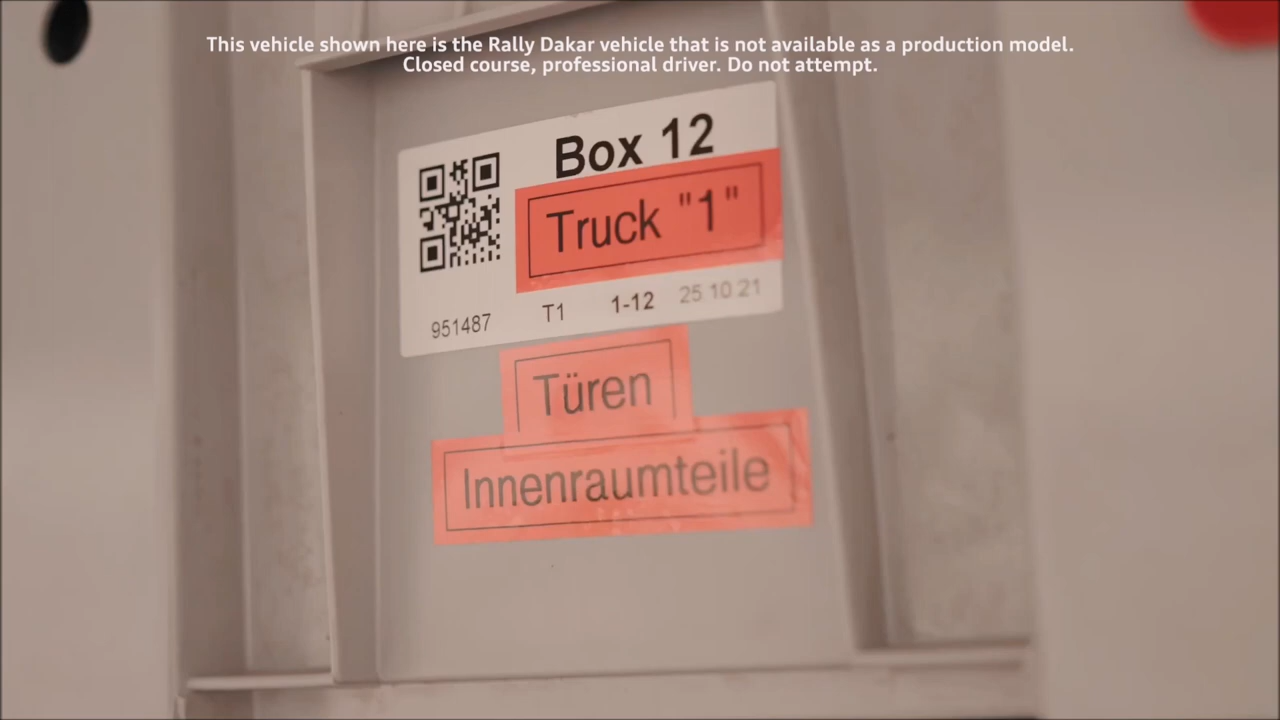 This vehicle shown here is the Rally Dakar vehicle that is not available as a production model.
Closed course, professional driver. Do not attempt.
Box 12
Truck "1"
951487 T1 1-12 25 10 21
Türen
Innenraumteile